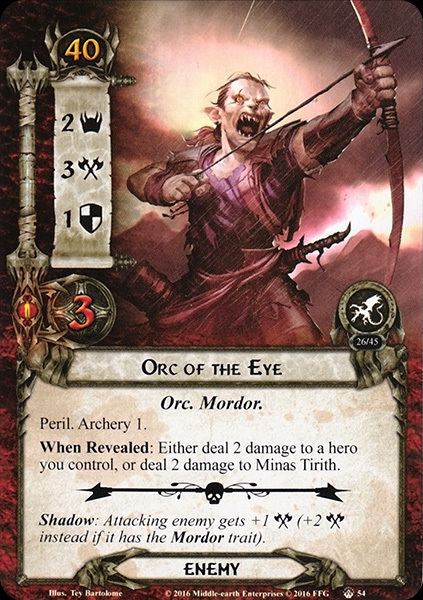 40
2
3
1
3
26/45
Orc of the Eye
Orc. Mordor.
Peril. Archery 1.
When Revealed: Either deal 2 damage to a hero
you control, or deal 2 damage to Minas Tirith.
Shadow: Attacking enemy gets +1 (+2
instead if it has the Mordor trait).
ENEMY
Illus. Tey Bartolome © 2016 Middle-earth Enterprises © 2016 FFG 54